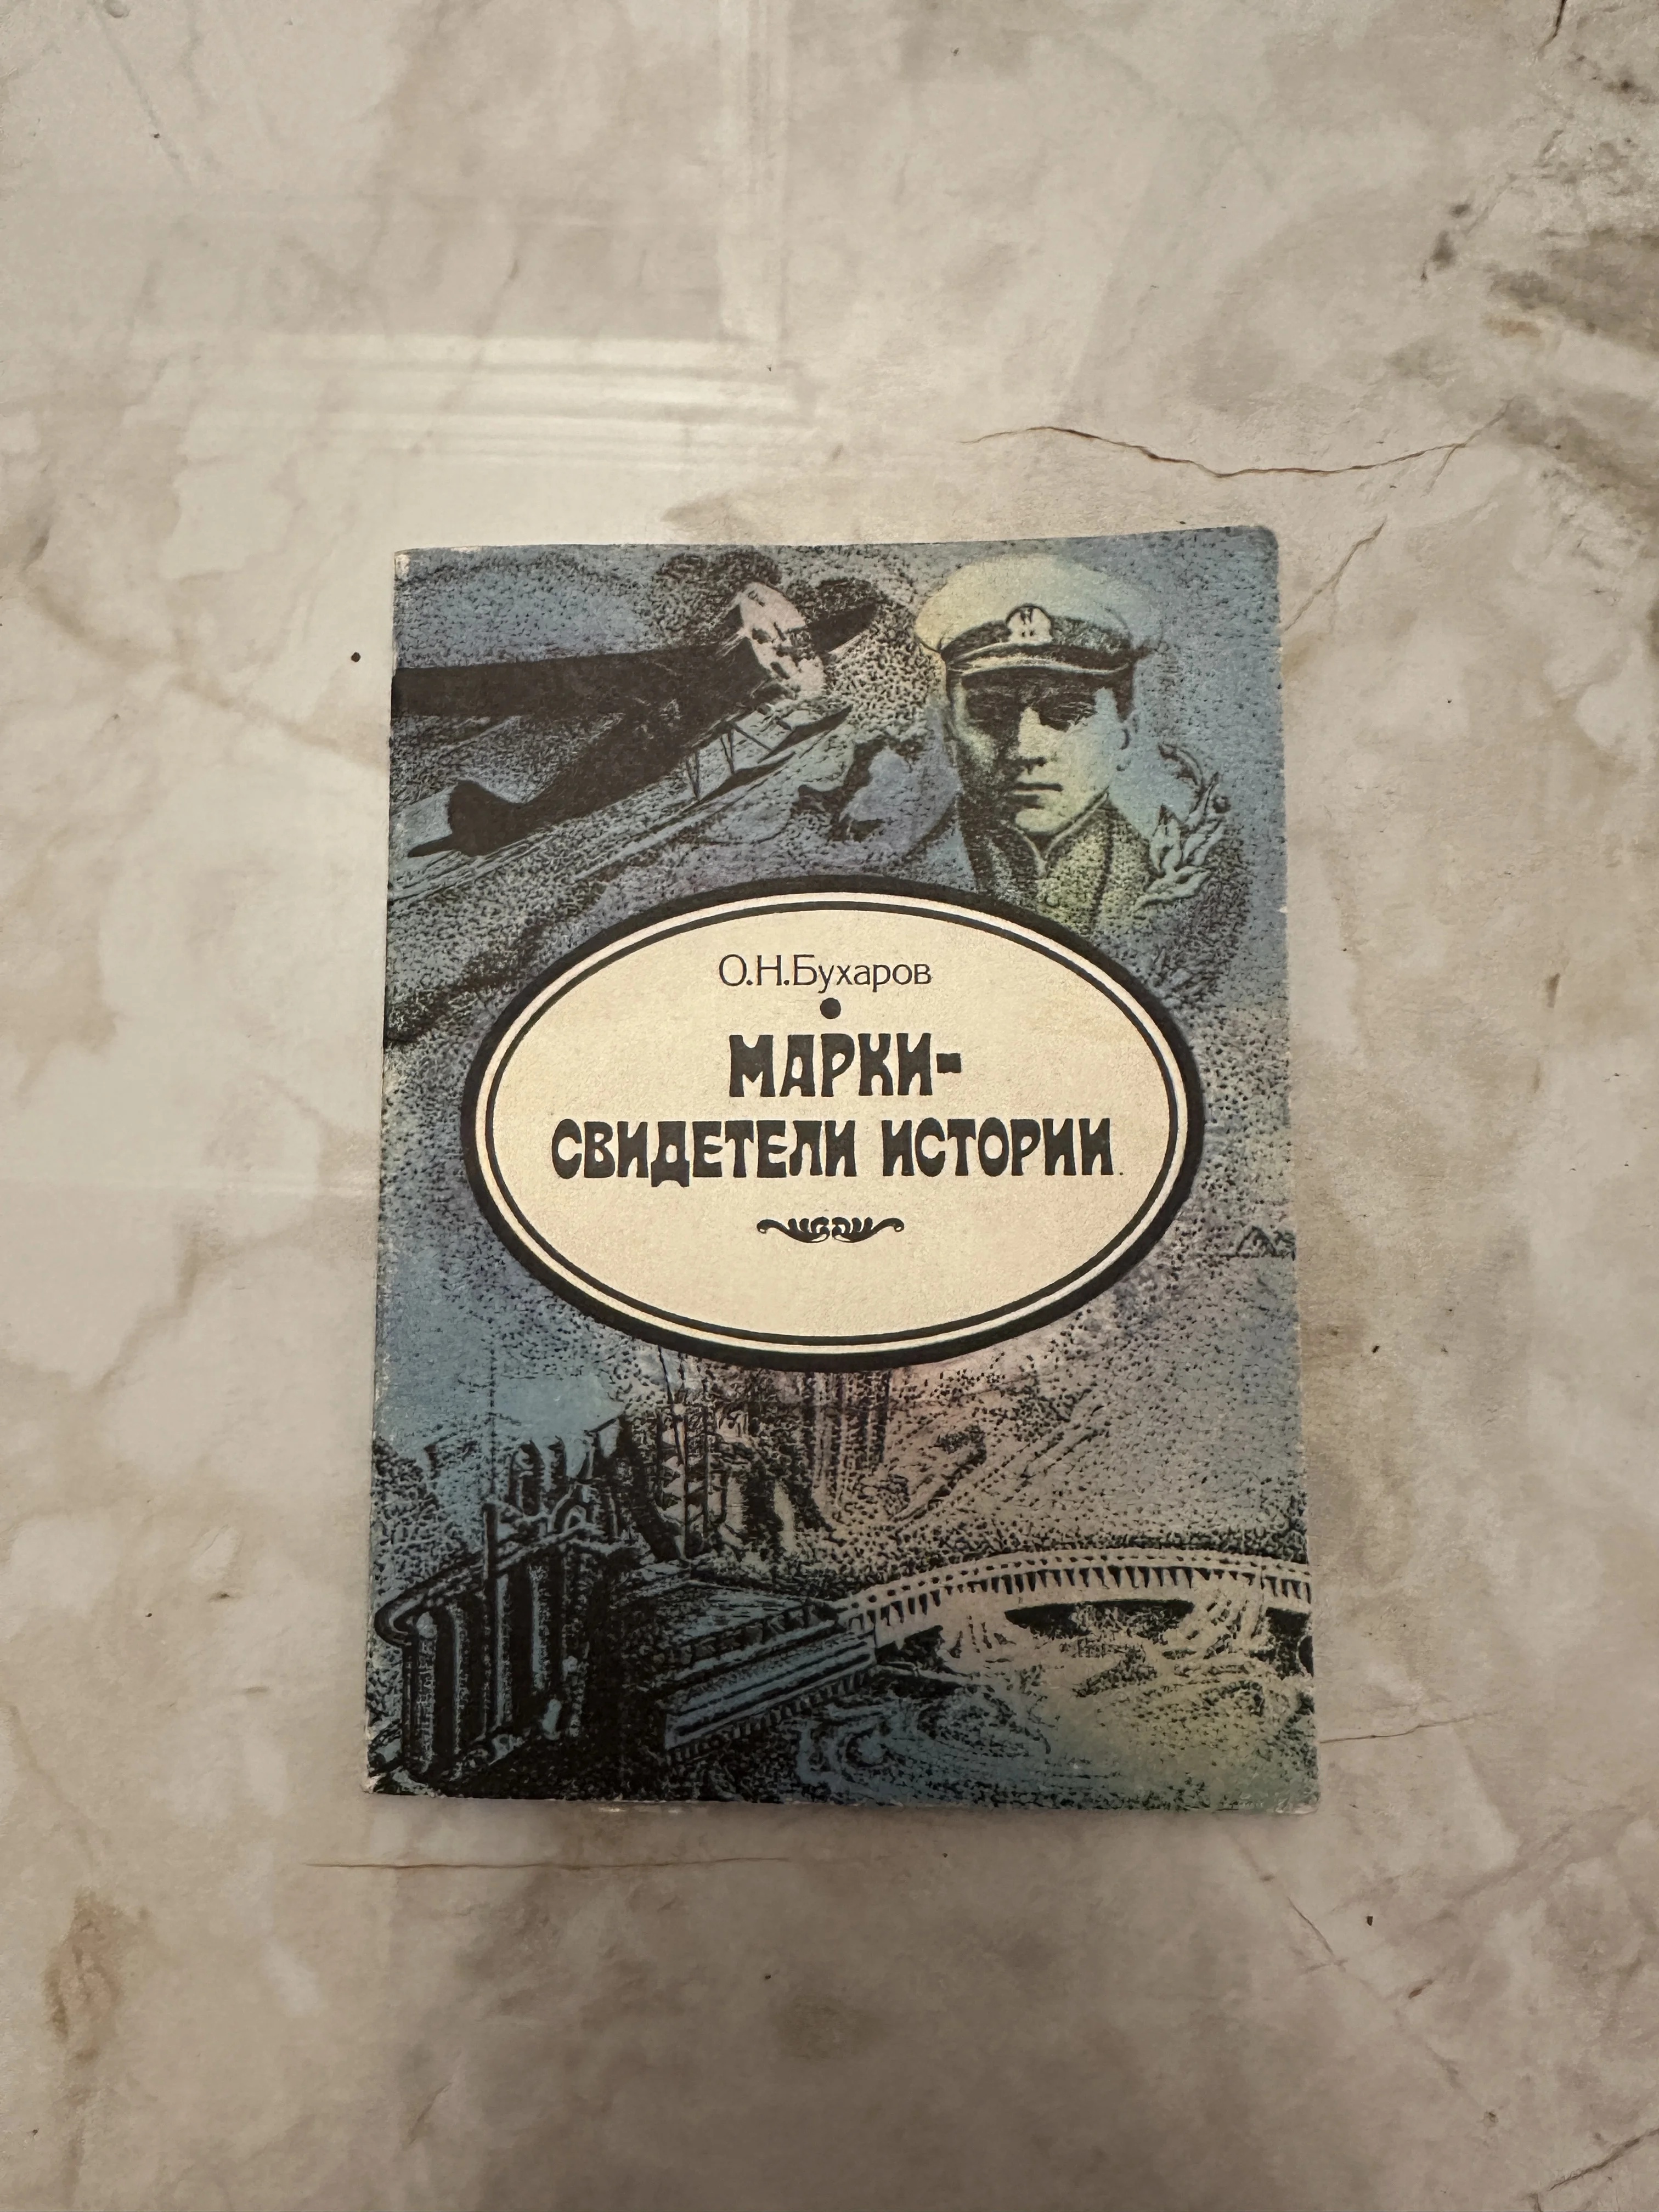 О.Н.Бухаров
МАРКИ-
СВИДЕТЕЛИ ИСТОРИИ